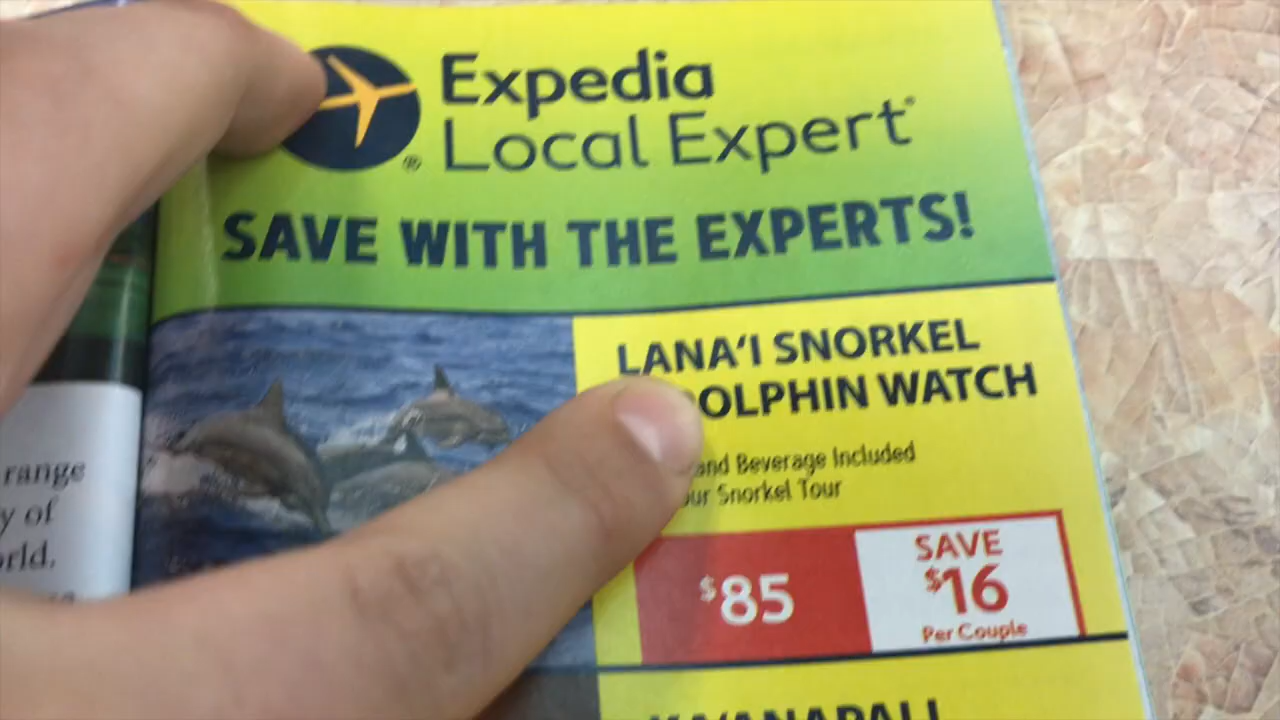 Expedia
®
Local Expert®
SAVE WITH THE EXPERTS!
LANA'I SNORKEL
OLPHIN WATCH
and Beverage Included
ur Snorkel Tour
$85
SAVE
$16
Per Couple
range
y of
rld.